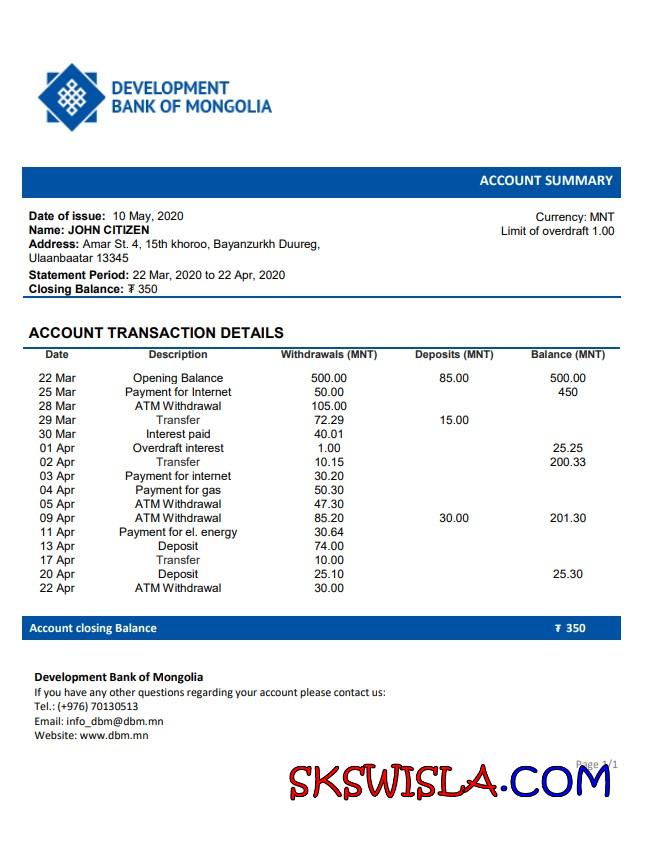 DEVELOPMENT
BANK OF MONGOLIA
ACCOUNT SUMMARY
Date of issue: 10 May, 2020
Name: JOHN CITIZEN
Address: Amar St. 4, 15th khoroo, Bayanzurkh Duureg,
Ulaanbaatar 13345
Currency: MNT
Limit of overdraft 1.00
Statement Period: 22 Mar, 2020 to 22 Apr, 2020
Closing Balance: ₮ 350
ACCOUNT TRANSACTION DETAILS
Date Description Withdrawals (MNT) Deposits (MNT) Balance (MNT)
22 Mar Opening Balance 500.00 85.00 500.00
25 Mar Payment for Internet 50.00 450
28 Mar ATM Withdrawal 105.00
29 Mar Transfer 72.29 15.00
30 Mar Interest paid 40.01
01 Apr Overdraft interest 1.00 25.25
02 Apr Transfer 10.15 200.33
03 Apr Payment for internet 30.20
04 Apr Payment for gas 50.30
05 Apr ATM Withdrawal 47.30
09 Apr ATM Withdrawal 85.20 30.00 201.30
11 Apr Payment for el. energy 30.64
13 Apr Deposit 74.00
17 Apr Transfer 10.00
20 Apr Deposit 25.10 25.30
22 Apr ATM Withdrawal 30.00
Account closing Balance ₮ 350
Development Bank of Mongolia
If you have any other questions regarding your account please contact us:
Tel.: (+976) 70130513
Email: info_dbm@dbm.mn
Website: www.dbm.mn
Page 1/1
SKSWISLA.COM